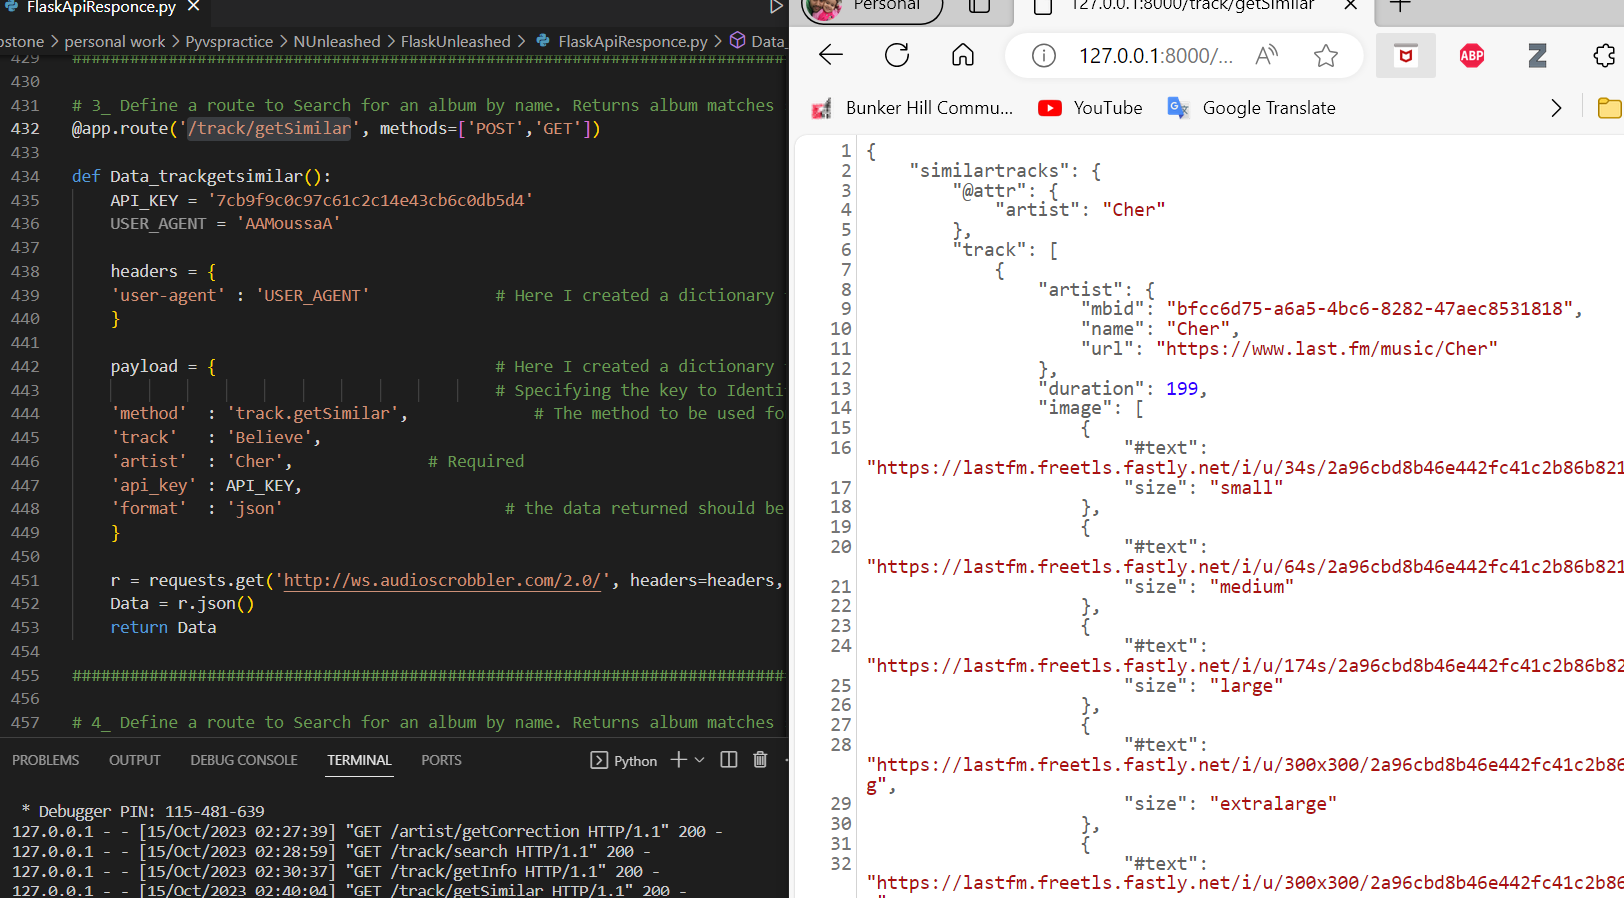 FlaskApiResponce.py
pstone > personal work > Pyvspractice > NUnleashed > FlaskUnleashed > FlaskApiResponce.py > Data_
429 ##########################################################################
430
431 # 3_ Define a route to Search for an album by name. Returns album matches
432 @app.route('/track/getSimilar', methods=['POST','GET'])
433
434 def Data_trackgetsimilar():
435 API_KEY = '7cb9f9c0c97c61c2c14e43cb6c0db5d4'
436 USER_AGENT = 'AAMoussaA'
437
438 headers = {
439 'user-agent' : 'USER_AGENT' # Here I created a dictionary
440 }
441
442 payload = { # Here I created a dictionary
443 # Specifying the key to Identi
444 'method' : 'track.getSimilar', # The method to be used fo
445 'track' : 'Believe',
446 'artist' : 'Cher', # Required
447 'api_key' : API_KEY,
448 'format' : 'json' # the data returned should be
449 }
450
451 r = requests.get('http://ws.audioscrobbler.com/2.0/', headers=headers,
452 Data = r.json()
453 return Data
454
455 ##########################################################################
456
457 # 4_ Define a route to Search for an album by name. Returns album matches
PROBLEMS OUTPUT DEBUG CONSOLE TERMINAL PORTS Python
* Debugger PIN: 115-481-639
127.0.0.1 - - [15/Oct/2023 02:27:39] "GET /artist/getCorrection HTTP/1.1" 200 -
127.0.0.1 - - [15/Oct/2023 02:28:59] "GET /track/search HTTP/1.1" 200 -
127.0.0.1 - - [15/Oct/2023 02:30:37] "GET /track/getInfo HTTP/1.1" 200 -
127.0.0.1 - - [15/Oct/2023 02:40:04] "GET /track/getSimilar HTTP/1.1" 200 -
Personal 127.0.0.1:8000/track/getSimilar
127.0.0.1:8000/... A ABP Z
Bunker Hill Commu... YouTube Google Translate
1 {
2 "similartracks": {
3 "@attr": {
4 "artist": "Cher"
5 },
6 "track": [
7 {
8 "artist": {
9 "mbid": "bfcc6d75-a6a5-4bc6-8282-47aec8531818",
10 "name": "Cher",
11 "url": "https://www.last.fm/music/Cher"
12 },
13 "duration": 199,
14 "image": [
15 {
16 "#text":
"https://lastfm.freetls.fastly.net/i/u/34s/2a96cbd8b46e442fc41c2b86b821
17 "size": "small"
18 },
19 {
20 "#text":
"https://lastfm.freetls.fastly.net/i/u/64s/2a96cbd8b46e442fc41c2b86b821
21 "size": "medium"
22 },
23 {
24 "#text":
"https://lastfm.freetls.fastly.net/i/u/174s/2a96cbd8b46e442fc41c2b86b82
25 "size": "large"
26 },
27 {
28 "#text":
"https://lastfm.freetls.fastly.net/i/u/300x300/2a96cbd8b46e442fc41c2b86
g",
29 "size": "extralarge"
30 },
31 {
32 "#text":
"https://lastfm.freetls.fastly.net/i/u/300x300/2a96cbd8b46e442fc41c2b86